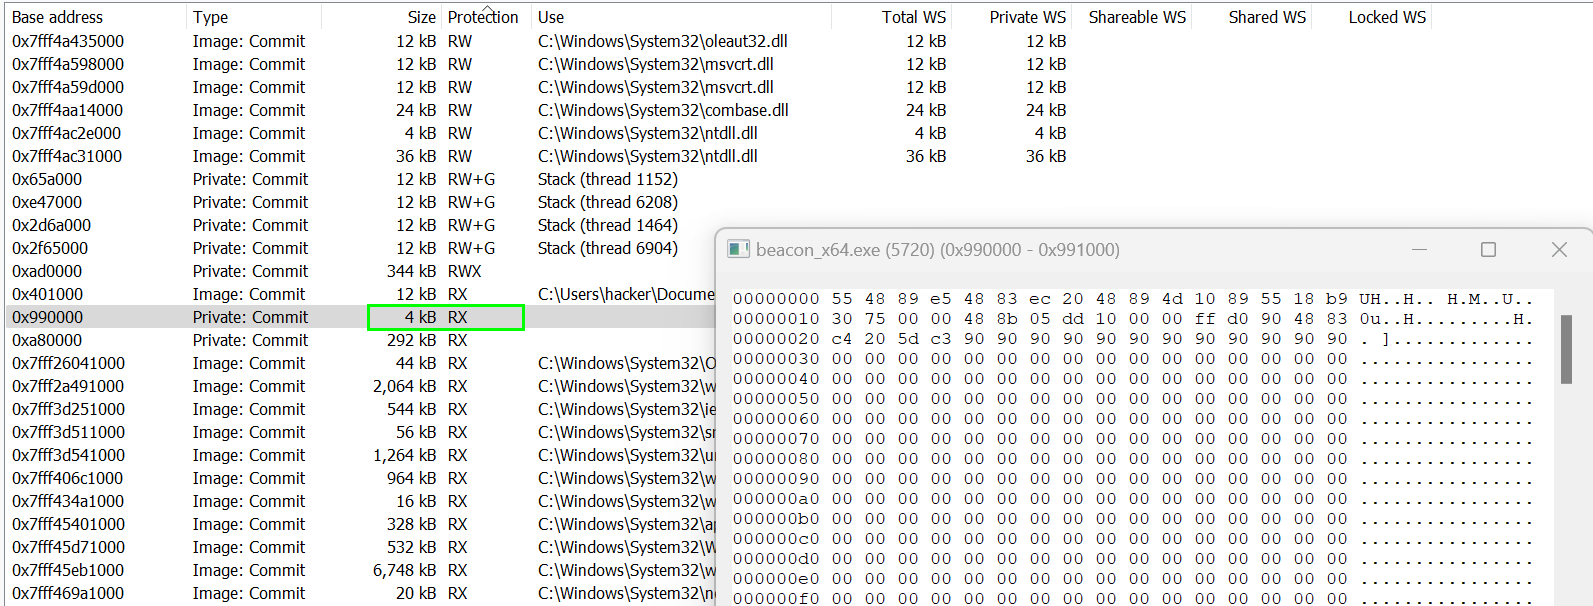 Base address Type Size Protection Use Total WS Private WS Shareable WS Shared WS Locked WS
0x7fff4a435000 Image: Commit 12 kB RW C:\Windows\System32\oleaut32.dll 12 kB 12 kB
0x7fff4a598000 Image: Commit 12 kB RW C:\Windows\System32\msvcrt.dll 12 kB 12 kB
0x7fff4a59d000 Image: Commit 12 kB RW C:\Windows\System32\msvcrt.dll 12 kB 12 kB
0x7fff4aa14000 Image: Commit 24 kB RW C:\Windows\System32\combase.dll 24 kB 24 kB
0x7fff4ac2e000 Image: Commit 4 kB RW C:\Windows\System32\ntdll.dll 4 kB 4 kB
0x7fff4ac31000 Image: Commit 36 kB RW C:\Windows\System32\ntdll.dll 36 kB 36 kB
0x65a000 Private: Commit 12 kB RW+G Stack (thread 1152)
0xe47000 Private: Commit 12 kB RW+G Stack (thread 6208)
0x2d6a000 Private: Commit 12 kB RW+G Stack (thread 1464)
0x2f65000 Private: Commit 12 kB RW+G Stack (thread 6904)
0xad0000 Private: Commit 344 kB RWX
0x401000 Image: Commit 12 kB RX C:\Users\hacker\Docume
0x990000 Private: Commit 4 kB RX
0xa80000 Private: Commit 292 kB RX
0x7fff26041000 Image: Commit 44 kB RX C:\Windows\System32\O
0x7fff2a491000 Image: Commit 2,064 kB RX C:\Windows\System32\w
0x7fff3d251000 Image: Commit 544 kB RX C:\Windows\System32\ie
0x7fff3d511000 Image: Commit 56 kB RX C:\Windows\System32\sr
0x7fff3d541000 Image: Commit 1,264 kB RX C:\Windows\System32\ur
0x7fff406c1000 Image: Commit 964 kB RX C:\Windows\System32\w
0x7fff434a1000 Image: Commit 16 kB RX C:\Windows\System32\w
0x7fff45401000 Image: Commit 328 kB RX C:\Windows\System32\ap
0x7fff45d71000 Image: Commit 532 kB RX C:\Windows\System32\W
0x7fff45eb1000 Image: Commit 6,748 kB RX C:\Windows\System32\w
0x7fff469a1000 Image: Commit 20 kB RX C:\Windows\System32\n
beacon_x64.exe (5720) (0x990000 - 0x991000)
00000000 55 48 89 e5 48 83 ec 20 48 89 4d 10 89 55 18 b9 UH..H.. H.M..U..
00000010 30 75 00 00 48 8b 05 dd 10 00 00 ff d0 90 48 83 0u..H.........H.
00000020 c4 20 5d c3 90 90 90 90 90 90 90 90 90 90 90 90 . ].............
00000030 00 00 00 00 00 00 00 00 00 00 00 00 00 00 00 00 ................
00000040 00 00 00 00 00 00 00 00 00 00 00 00 00 00 00 00 ................
00000050 00 00 00 00 00 00 00 00 00 00 00 00 00 00 00 00 ................
00000060 00 00 00 00 00 00 00 00 00 00 00 00 00 00 00 00 ................
00000070 00 00 00 00 00 00 00 00 00 00 00 00 00 00 00 00 ................
00000080 00 00 00 00 00 00 00 00 00 00 00 00 00 00 00 00 ................
00000090 00 00 00 00 00 00 00 00 00 00 00 00 00 00 00 00 ................
000000a0 00 00 00 00 00 00 00 00 00 00 00 00 00 00 00 00 ................
000000b0 00 00 00 00 00 00 00 00 00 00 00 00 00 00 00 00 ................
000000c0 00 00 00 00 00 00 00 00 00 00 00 00 00 00 00 00 ................
000000d0 00 00 00 00 00 00 00 00 00 00 00 00 00 00 00 00 ................
000000e0 00 00 00 00 00 00 00 00 00 00 00 00 00 00 00 00 ................
000000f0 00 00 00 00 00 00 00 00 00 00 00 00 00 00 00 00 ................